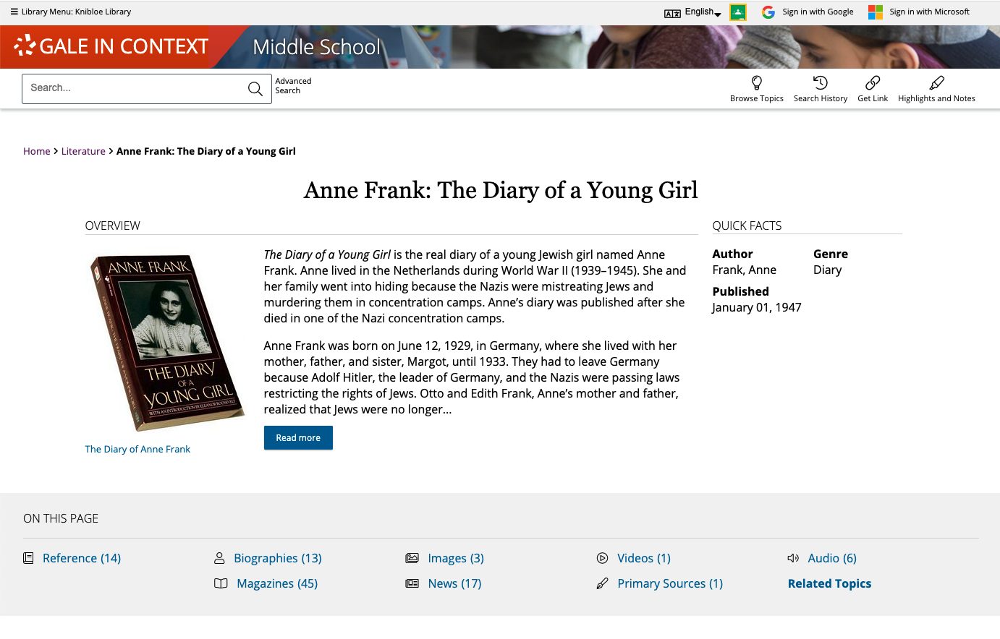 Library Menu: Knibloe Library
English
Sign in with Google
Sign in with Microsoft
GALE IN CONTEXT
Middle School
Search...
Advanced
Search
Browse Topics
Search History
Get Link
Highlights and Notes
Home > Literature > Anne Frank: The Diary of a Young Girl
Anne Frank: The Diary of a Young Girl
OVERVIEW
ANNE FRANK
THE DIARY
OF A
YOUNG GIRL
WITH AN INTRODUCTION BY ELEANOR ROOSEVELT
The Diary of Anne Frank
The Diary of a Young Girl is the real diary of a young Jewish girl named Anne
Frank. Anne lived in the Netherlands during World War II (1939–1945). She and
her family went into hiding because the Nazis were mistreating Jews and
murdering them in concentration camps. Anne’s diary was published after she
died in one of the Nazi concentration camps.
Anne Frank was born on June 12, 1929, in Germany, where she lived with her
mother, father, and sister, Margot, until 1933. They had to leave Germany
because Adolf Hitler, the leader of Germany, and the Nazis were passing laws
restricting the rights of Jews. Otto and Edith Frank, Anne’s mother and father,
realized that Jews were no longer...
Read more
QUICK FACTS
Author
Frank, Anne
Genre
Diary
Published
January 01, 1947
ON THIS PAGE
Reference (14)
Biographies (13)
Images (3)
Videos (1)
Audio (6)
Magazines (45)
News (17)
Primary Sources (1)
Related Topics